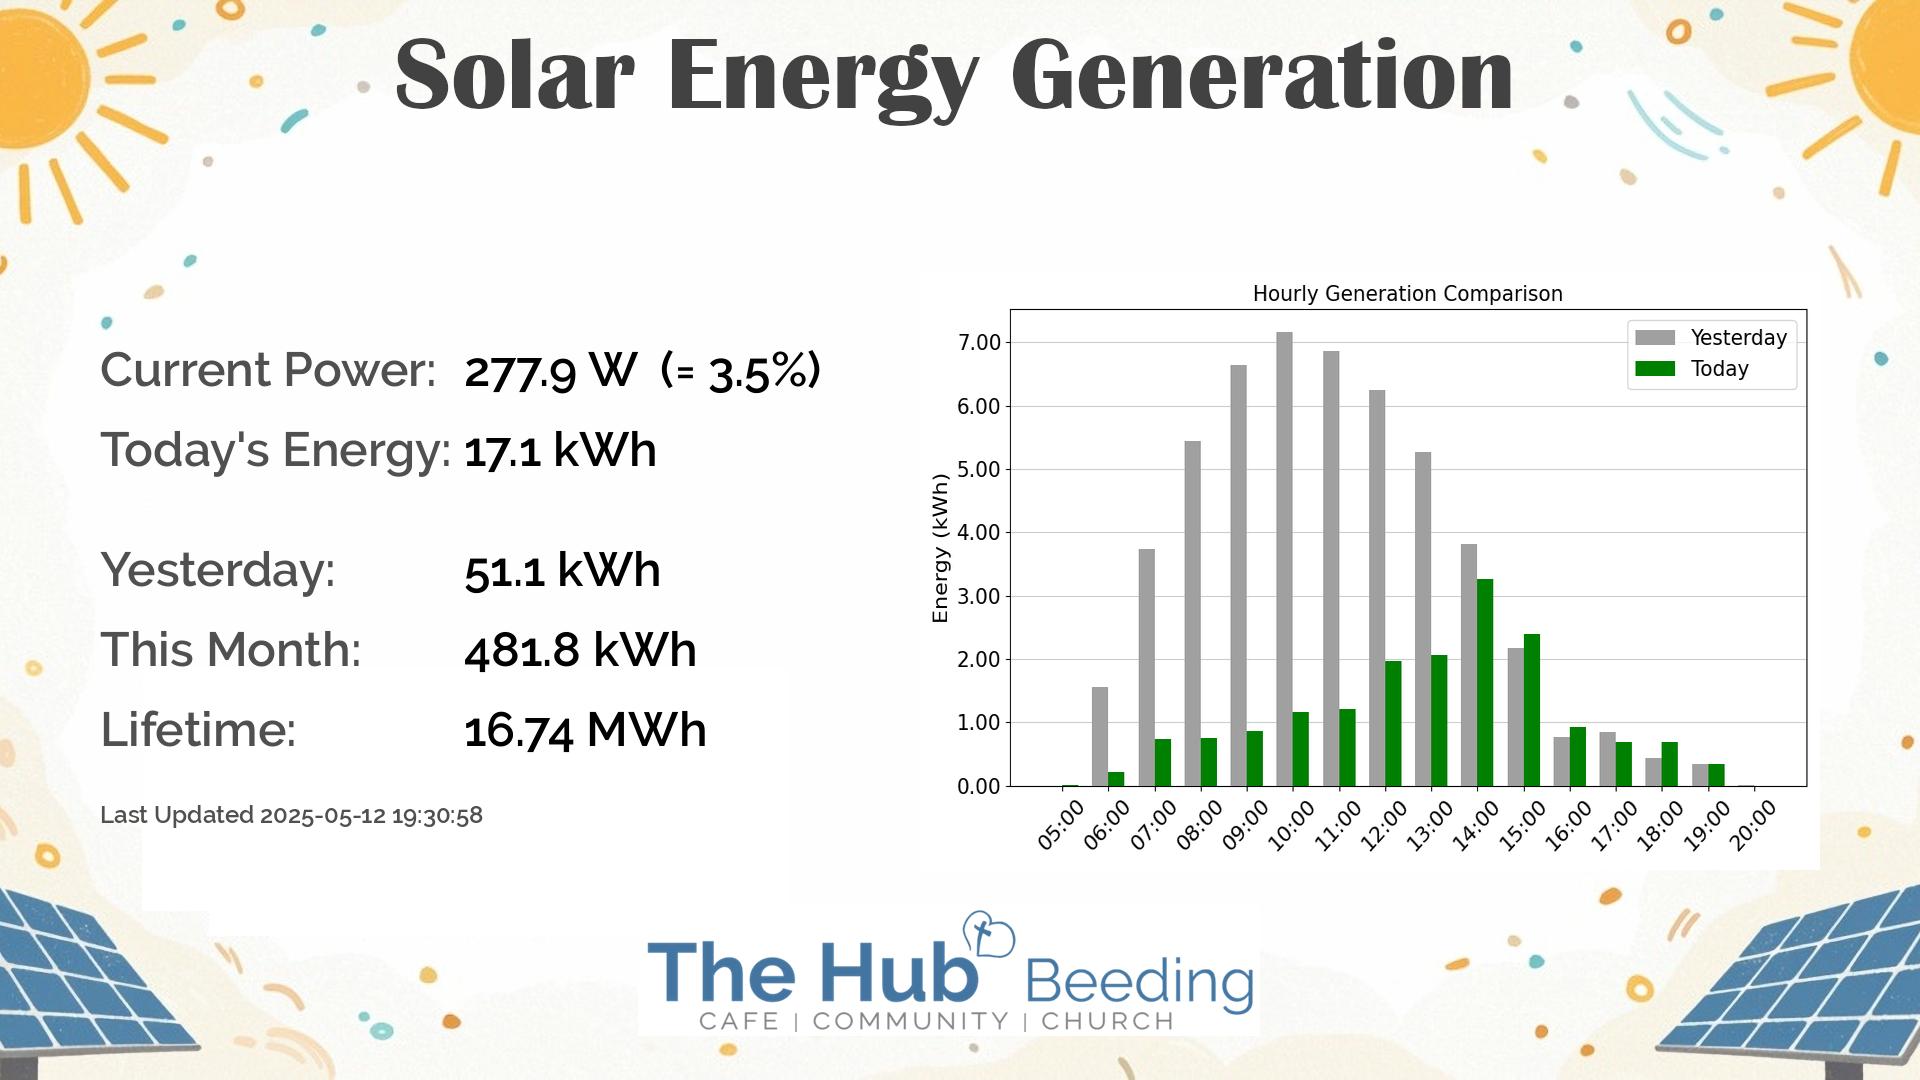 Solar Energy Generation
Current Power: 277.9 W (= 3.5%)
Today's Energy: 17.1 kWh
Yesterday: 51.1 kWh
This Month: 481.8 kWh
Lifetime: 16.74 MWh
Last Updated 2025-05-12 19:30:58
Hourly Generation Comparison
Yesterday
Today
Energy (kWh)
7.00
6.00
5.00
4.00
3.00
2.00
1.00
0.00
05:00 06:00 07:00 08:00 09:00 10:00 11:00 12:00 13:00 14:00 15:00 16:00 17:00 18:00 19:00 20:00
The Hub Beeding
CAFE | COMMUNITY | CHURCH